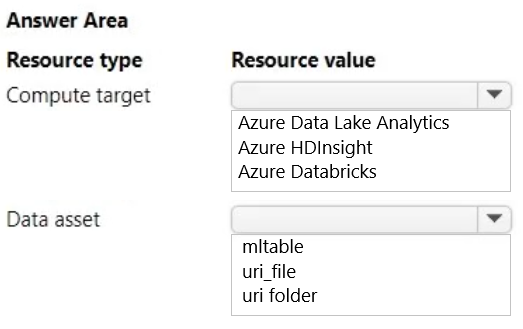 Answer Area
Resource type Resource value
Compute target
Azure Data Lake Analytics
Azure HDInsight
Azure Databricks
Data asset
mltable
uri_file
uri folder